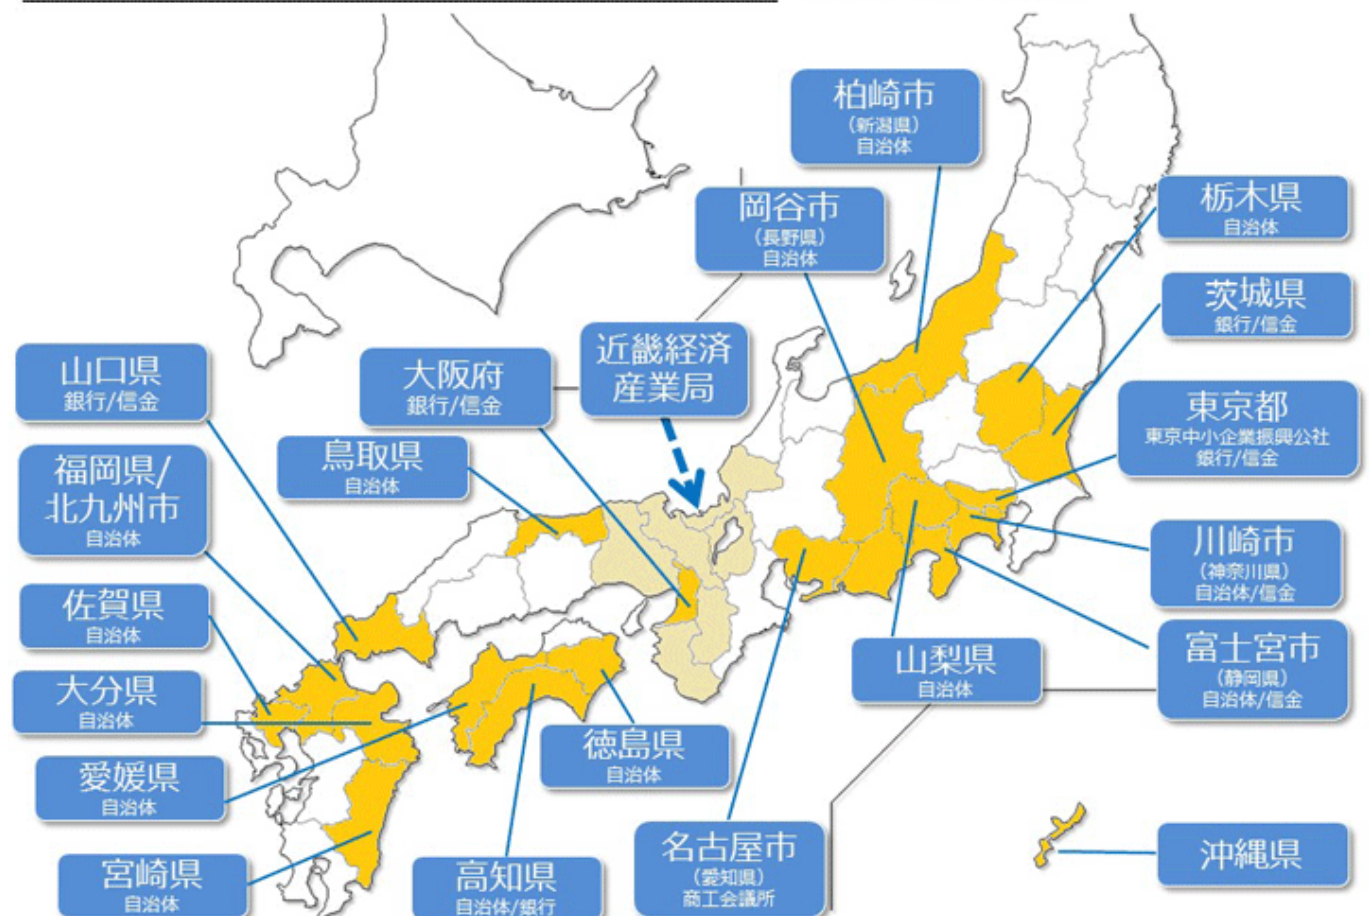 柏崎市
(新潟県)
自治体
岡谷市
(長野県)
自治体
栃木県
自治体
茨城県
銀行/信金
近畿経済
産業局
山口県
銀行/信金
大阪府
銀行/信金
東京都
東京中小企業振興公社
銀行/信金
鳥取県
自治体
福岡県/
北九州市
自治体
川崎市
(神奈川県)
自治体/信金
佐賀県
自治体
富士宮市
(静岡県)
自治体/信金
山梨県
自治体
大分県
自治体
徳島県
自治体
愛媛県
自治体
名古屋市
(愛知県)
商工会議所
沖縄県
宮崎県
自治体
高知県
自治体/銀行